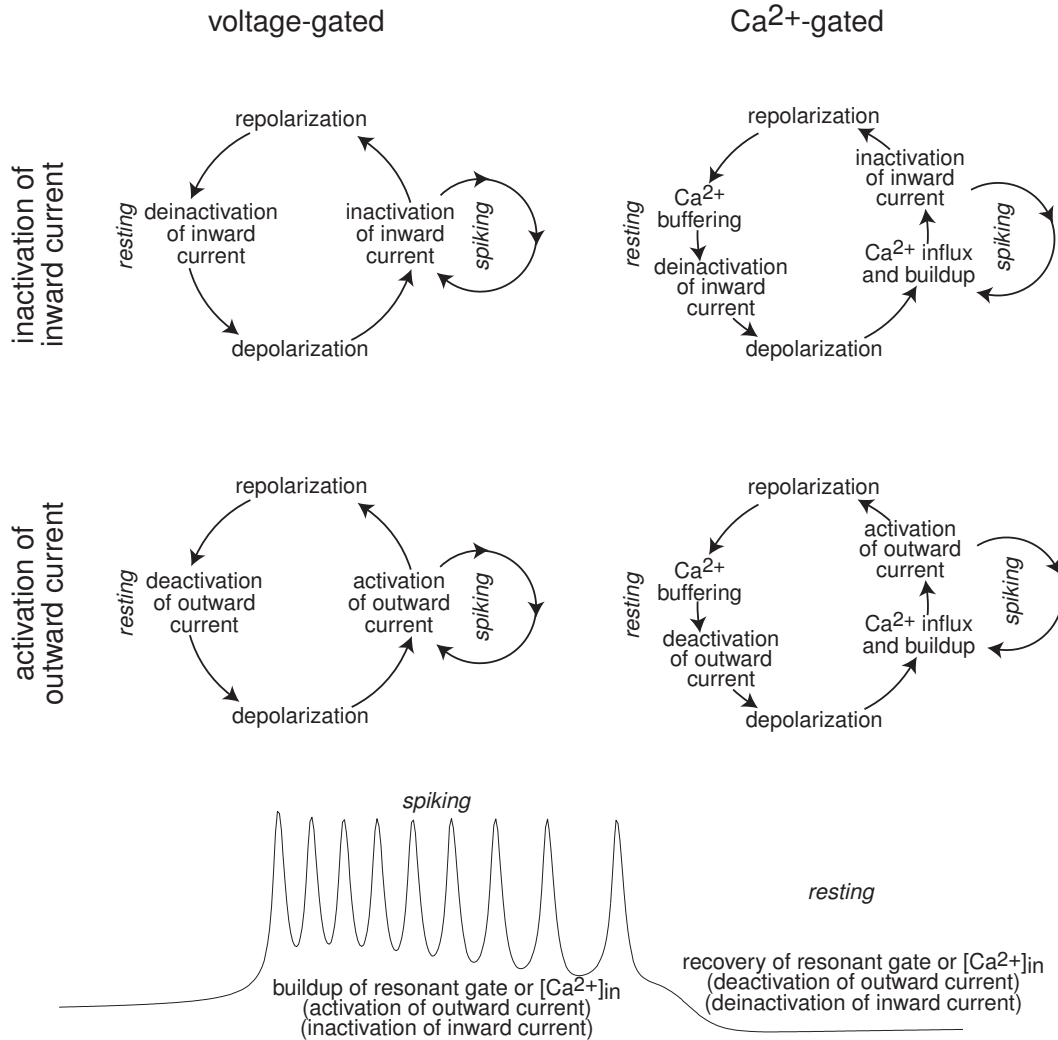 voltage-gated
Ca2+-gated
inactivation of
inward current
repolarization
resting
deinactivation
of inward
current
inactivation
of inward
current
spiking
depolarization
repolarization
inactivation
of inward
current
resting
Ca2+
buffering
deinactivation
of inward
current
Ca2+ influx
and buildup
spiking
depolarization
activation of
outward current
repolarization
resting
deactivation
of outward
current
activation
of outward
current
spiking
depolarization
repolarization
activation
of outward
current
resting
Ca2+
buffering
deactivation
of outward
current
Ca2+ influx
and buildup
spiking
depolarization
spiking
buildup of resonant gate or [Ca2+]in
(activation of outward current)
(inactivation of inward current)
resting
recovery of resonant gate or [Ca2+]in
(deactivation of outward current)
(deinactivation of inward current)